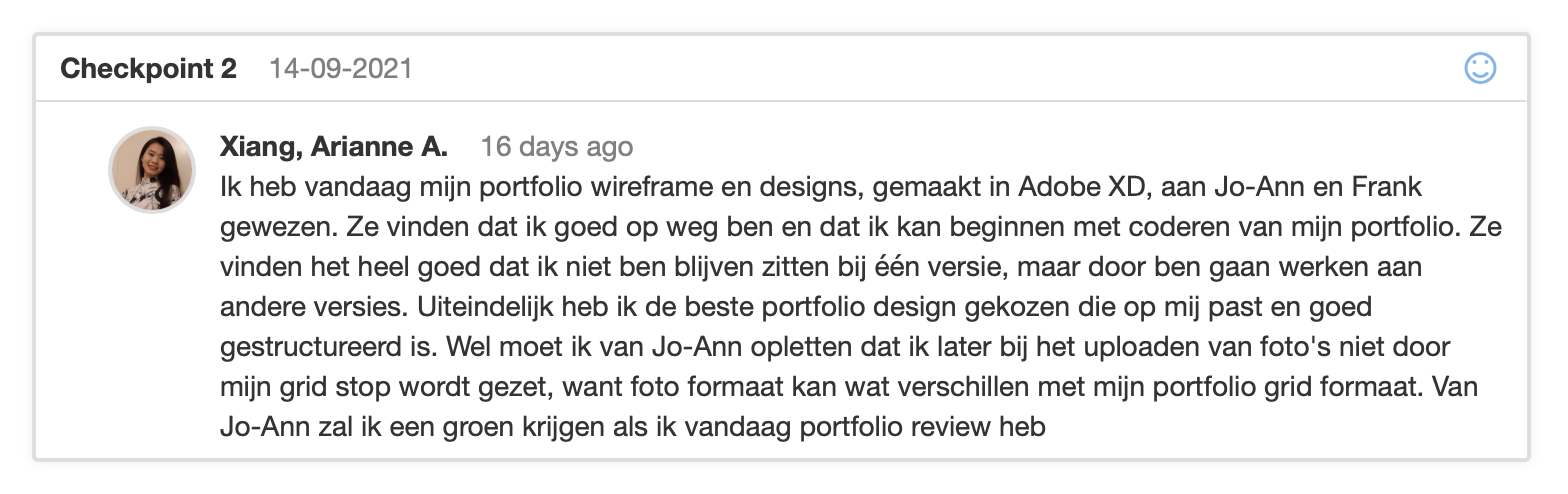 Checkpoint 2 14-09-2021
Xiang, Arianne A. 16 days ago
Ik heb vandaag mijn portfolio wireframe en designs, gemaakt in Adobe XD, aan Jo-Ann en Frank
gewezen. Ze vinden dat ik goed op weg ben en dat ik kan beginnen met coderen van mijn portfolio. Ze
vinden het heel goed dat ik niet ben blijven zitten bij één versie, maar door ben gaan werken aan
andere versies. Uiteindelijk heb ik de beste portfolio design gekozen die op mij past en goed
gestructureerd is. Wel moet ik van Jo-Ann opletten dat ik later bij het uploaden van foto's niet door
mijn grid stop wordt gezet, want foto formaat kan wat verschillen met mijn portfolio grid formaat. Van
Jo-Ann zal ik een groen krijgen als ik vandaag portfolio review heb